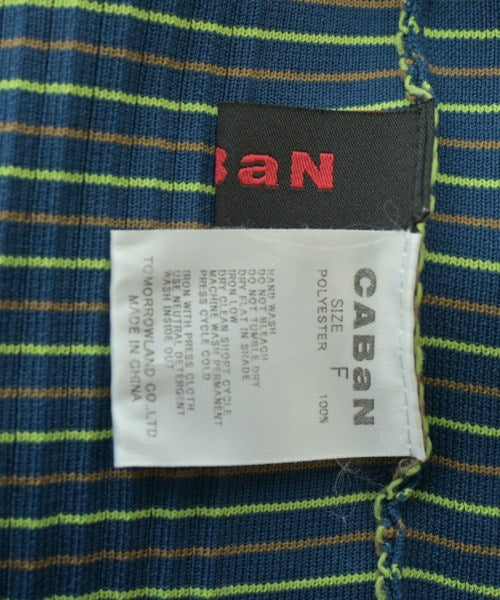 BaN
CABaN
SIZE F
POLYESTER 100%
HAND WASH
DO NOT BLEACH
DO NOT TUMBLE DRY
DRY FLAT IN SHADE
IRON LOW
DRY CLEAN SHORT CYCLE
MACHINE WASH PERMANENT
PRESS CYCLE COLD
IRON WITH PRESS CLOTH
USE NEUTRAL DETERGENT
WASH INSIDE OUT
TOMORROWLAND CO., LTD.
MADE IN CHINA